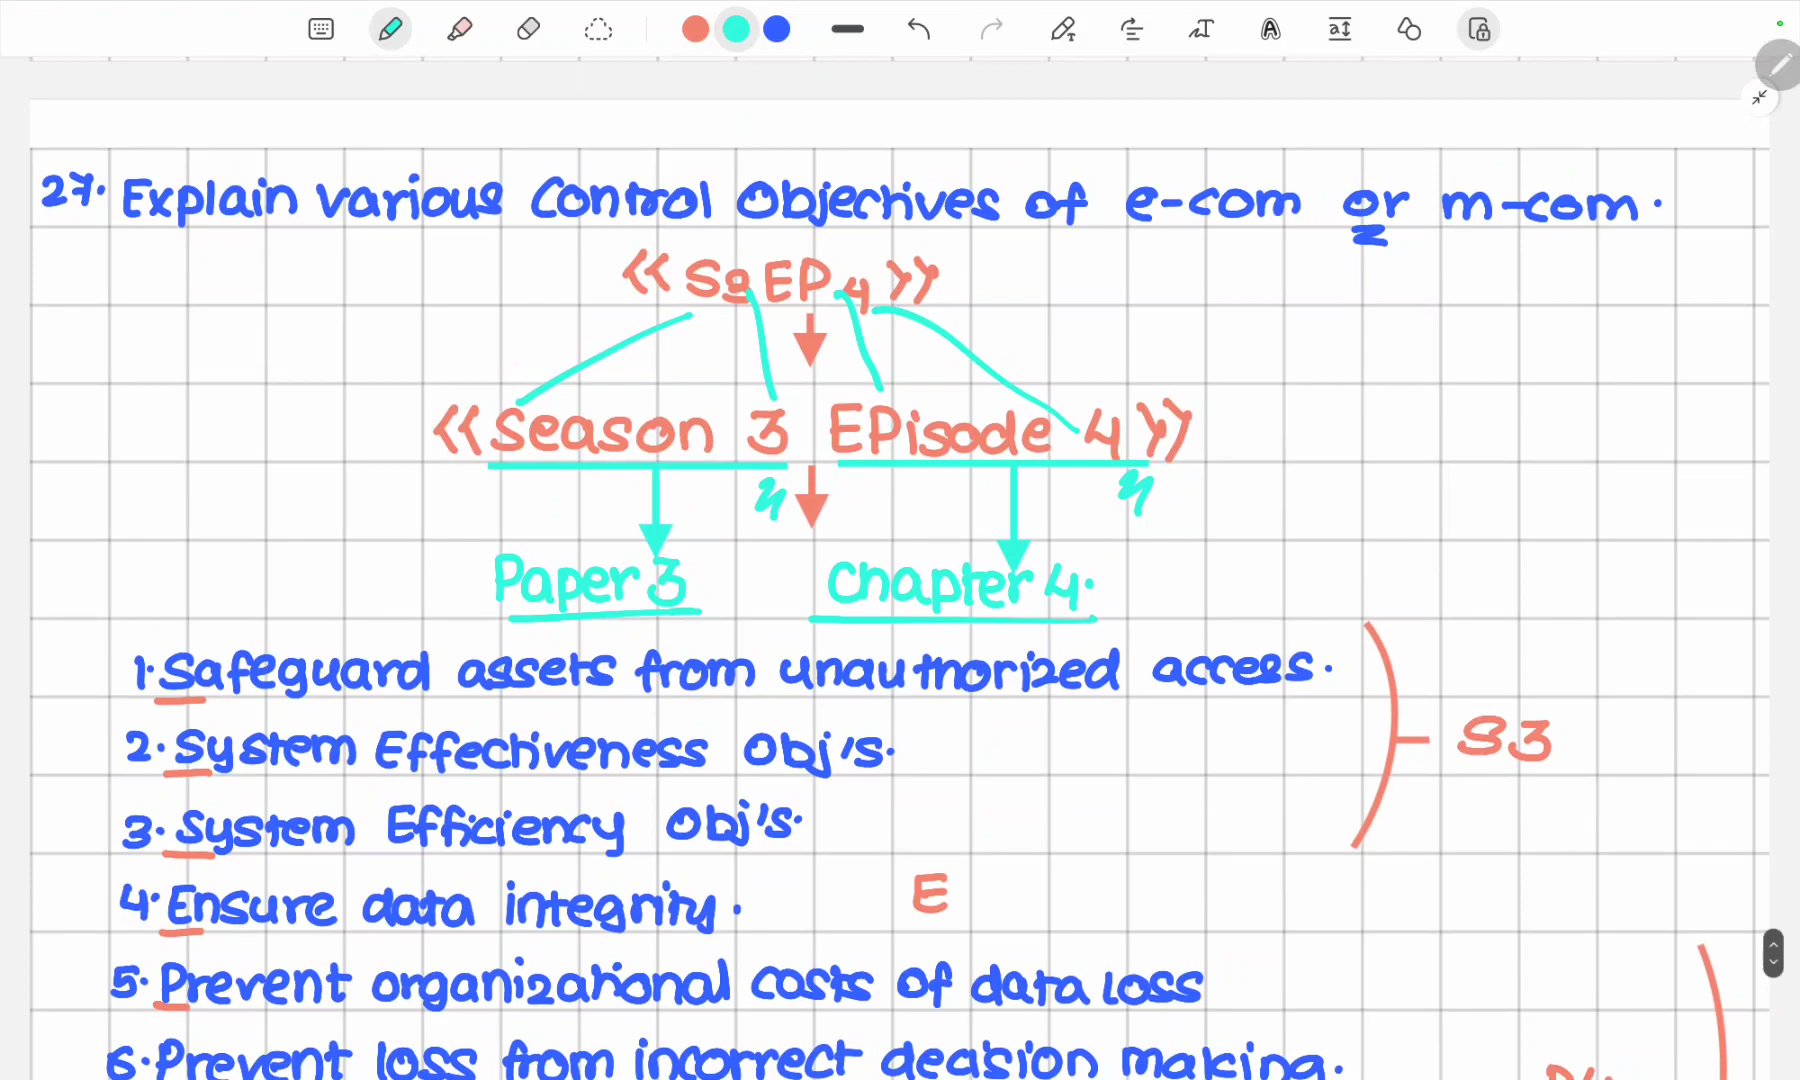 27. Explain various Control Objectives of e-com or m-com.
<< S3 EP 4 >>
<< Season 3 EPisode 4 >>
Paper 3 Chapter 4.
1. Safeguard assets from unauthorized access.
S3
2. System Effectiveness Obj's.
3. System Efficiency Obj's.
4. Ensure data integrity. E
5. Prevent organizational costs of data loss
6. Prevent loss from incorrect decision making.